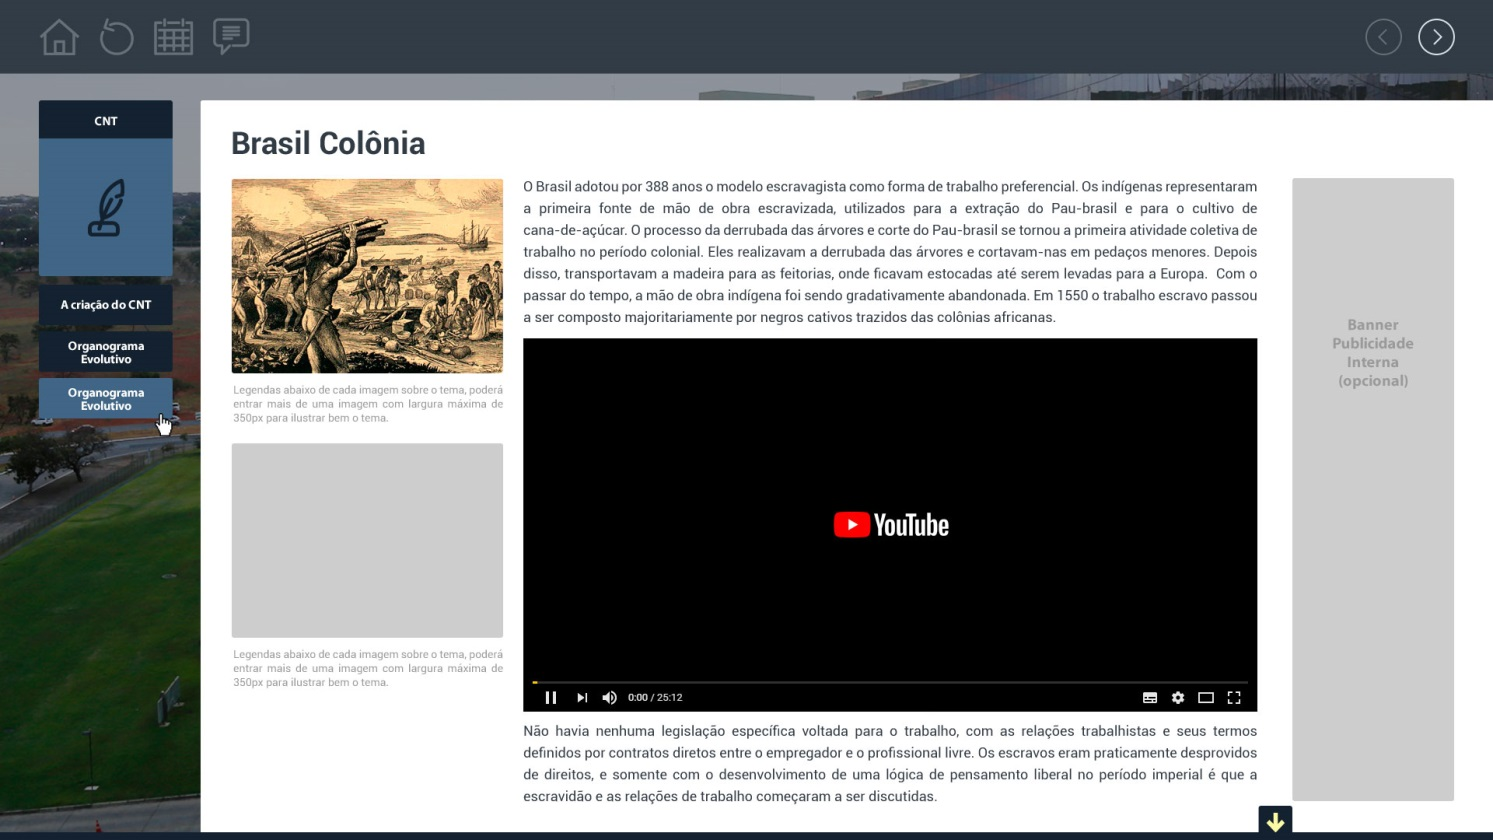 CNT
A criação do CNT
Organograma
Evolutivo
Organograma
Evolutivo
Brasil Colônia
Legendas abaixo de cada imagem sobre o tema, poderá
entrar mais de uma imagem com largura máxima de
350px para ilustrar bem o tema.
Legendas abaixo de cada imagem sobre o tema, poderá
entrar mais de uma imagem com largura máxima de
350px para ilustrar bem o tema.
O Brasil adotou por 388 anos o modelo escravagista como forma de trabalho preferencial. Os indígenas representaram
a primeira fonte de mão de obra escravizada, utilizados para a extração do Pau-brasil e para o cultivo de
cana-de-açúcar. O processo da derrubada das árvores e corte do Pau-brasil se tornou a primeira atividade coletiva de
trabalho no período colonial. Eles realizavam a derrubada das árvores e cortavam-nas em pedaços menores. Depois
disso, transportavam a madeira para as feitorias, onde ficavam estocadas até serem levadas para a Europa. Com o
passar do tempo, a mão de obra indígena foi sendo gradativamente abandonada. Em 1550 o trabalho escravo passou
a ser composto majoritariamente por negros cativos trazidos das colônias africanas.
YouTube
0:00 / 25:12
Não havia nenhuma legislação específica voltada para o trabalho, com as relações trabalhistas e seus termos
definidos por contratos diretos entre o empregador e o profissional livre. Os escravos eram praticamente desprovidos
de direitos, e somente com o desenvolvimento de uma lógica de pensamento liberal no período imperial é que a
escravidão e as relações de trabalho começaram a ser discutidas.
Banner
Publicidade
Interna
(opcional)